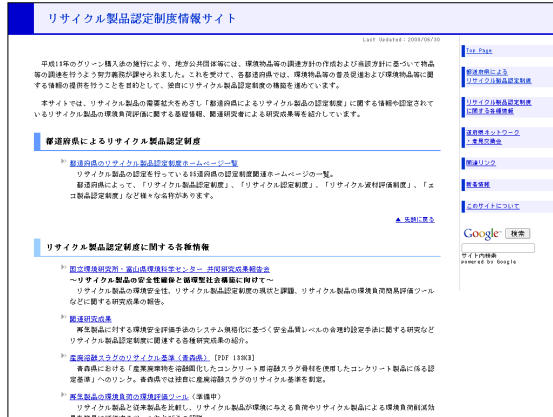 リサイクル製品認定制度情報サイト
Last Updated: 2008/06/30
平成13年のグリーン購入法の施行により、地方公共団体等には、環境物品等の調達方針の作成および当該方針に基づいて物品
等の調達を行うよう努力義務が課せられました。これを受けて、各都道府県では、環境物品等の普及促進および環境物品等に関
する情報の提供を行うことを目的として、独自にリサイクル製品認定制度の構築を進めています。
本サイトでは、リサイクル製品の需要拡大をめざし「都道府県によるリサイクル製品の認定制度」に関する情報や認定されて
いるリサイクル製品の環境負荷評価に関する基礎情報、関連研究者による研究成果等を紹介しています。
都道府県によるリサイクル製品認定制度
都道府県のリサイクル製品認定制度ホームページ一覧
リサイクル製品の認定を行っている35道府県の認定制度関連ホームページの一覧。
都道府県によって、「リサイクル製品認定制度」、「リサイクル認定制度」、「リサイクル資材評価制度」、「エ
コ製品認定制度」など様々な名称があります。
▲ 先頭に戻る
リサイクル製品認定制度に関する各種情報
国立環境研究所・富山県環境科学センター 共同研究成果報告会
～リサイクル製品の安全性確保と循環型社会構築に向けて～
リサイクル製品の環境安全性、リサイクル製品認定制度の現状と課題、リサイクル製品の環境負荷簡易評価ツール
などに関する研究成果の報告。
関連研究成果
再生製品に対する環境安全評価手法のシステム規格化に基づく安全品質レベルの合理的設定手法に関する研究など
リサイクル製品認定制度に関連する各種研究成果の紹介。
産廃溶融スラグのリサイクル基準（青森県） [PDF 138KB]
青森県における「産業廃棄物を溶融固化したコンクリート用溶融スラグ骨材を使用したコンクリート製品に係る認
定基準」へのリンク。青森県では独自に産廃溶融スラグのリサイクル基準を制定。
再生製品の環境負荷の環境評価ツール（準備中）
リサイクル製品と従来製品を比較し、リサイクル製品が環境に与える負荷やリサイクル製品による環境負荷削減効
Top Page
都道府県による
リサイクル製品認定制度
リサイクル製品認定制度
に関する各種情報
道府県ネットワーク
・意見交換会
関連リンク
新着情報
このサイトについて
Google 検索
サイト内検索
powered by Google